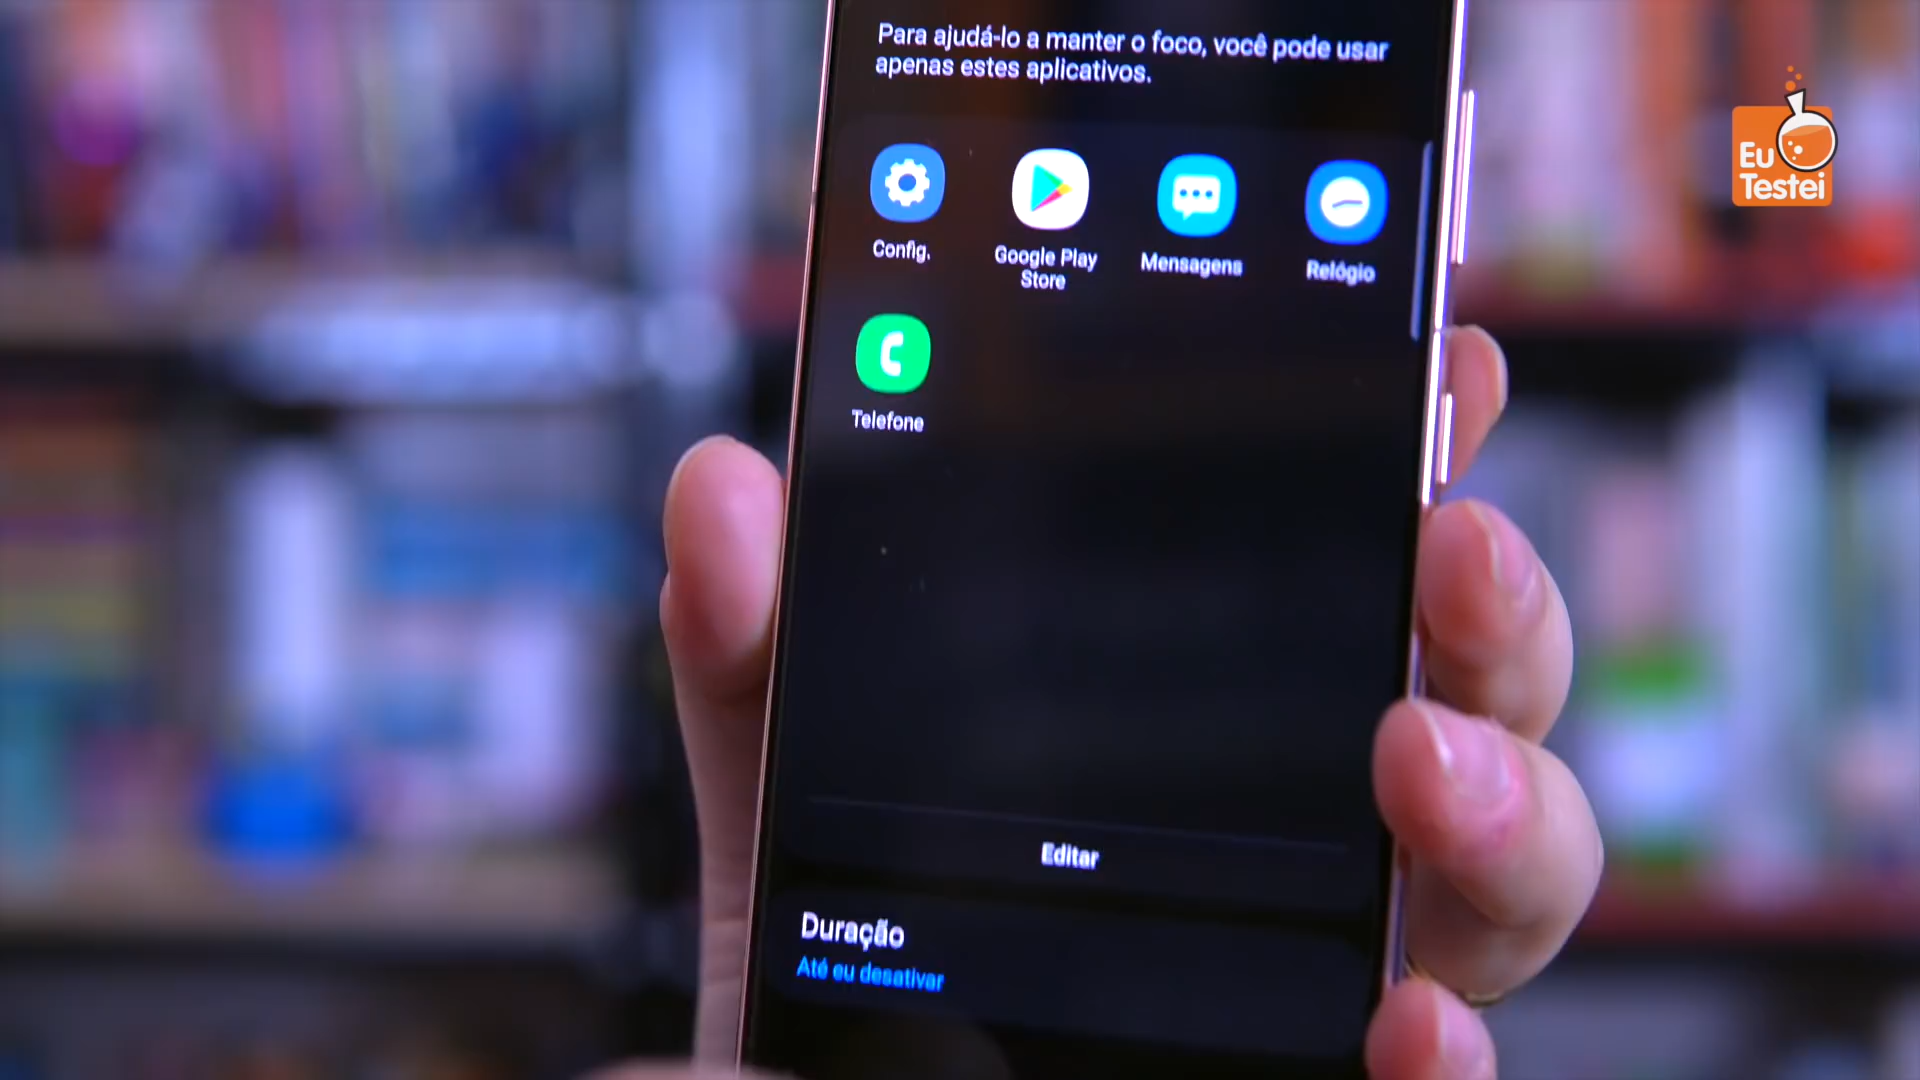 Para ajudá-lo a manter o foco, você pode usar
apenas estes aplicativos.
Eu
Testei
Config.
Google Play
Store
Mensagens
Relógio
Telefone
Editar
Duração
Até eu desativar